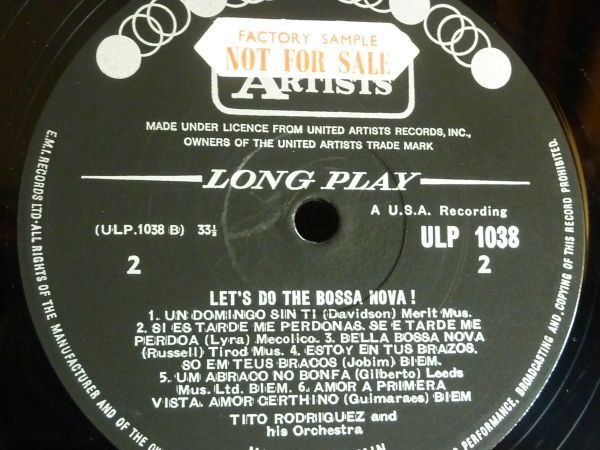 FACTORY SAMPLE
NOT FOR SALE
ARTISTS
MADE UNDER LICENCE FROM UNITED ARTISTS RECORDS, INC.,
OWNERS OF THE UNITED ARTISTS TRADE MARK
LONG PLAY
A U.S.A. Recording
(ULP.1038 B) 33⅓
ULP 1038
2
2
LET'S DO THE BOSSA NOVA!
1. UN DOMINGO SIN TI (Davidson) Merit Mus.
2. SI ES TARDE ME PERDONAS. SE E TARDE ME
PERDOA (Lyra) Mecolico. 3. BELLA BOSSA NOVA
(Russell) Tirod Mus. 4. ESTOY EN TUS BRAZOS.
SO EM TEUS BRACOS (Jobim) BIEM.
5. UM ABRACO NO BONFA (Gilberto) Leeds
Mus. Ltd. BIEM. 6. AMOR A PRIMERA
VISTA. AMOR CERTHINO (Guimaraes) BIEM
TITO RODRIGUEZ and
his Orchestra
E.M.I. RECORDS LTD·ALL RIGHTS OF THE MANUFACTURER AND OF THE
PERFORMANCE, BROADCASTING AND COPYING OF THIS RECORD PROHIBITED.